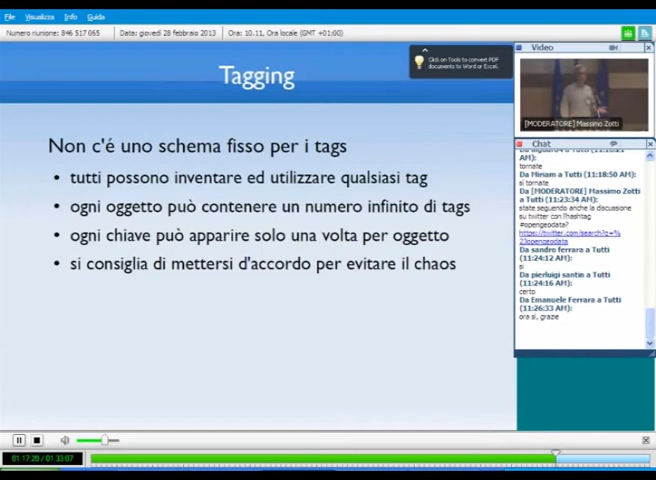 File Visualizza Info Guida
Numero riunione: 846 517 065 Data: giovedì 28 febbraio 2013 Ora: 10.11, Ora locale (GMT +01:00)
Tagging
Click on Tools to convert PDF
documents to Word or Excel.
Non c'é uno schema fisso per i tags
• tutti possono inventare ed utilizzare qualsiasi tag
• ogni oggetto può contenere un numero infinito di tags
• ogni chiave può apparire solo una volta per oggetto
• si consiglia di mettersi d'accordo per evitare il chaos
Video
[MODERATORE] Massimo Zotti
Chat
AM):
tornate
Da Miriam a Tutti (11:18:50 AM):
si tornate
Da [MODERATORE] Massimo Zotti
a Tutti (11:23:34 AM):
state seguendo anche la discussione
su twitter con l'hashtag
#opengeodata?
https://twitter.com/search?q=%
23opengeodata
Da sandro ferrara a Tutti
(11:24:12 AM):
si
Da pierluigi santin a Tutti
(11:24:16 AM):
certo
Da Emanuele Ferrara a Tutti
(11:26:33 AM):
ora si, grazie
01:17:20 / 01:33:07